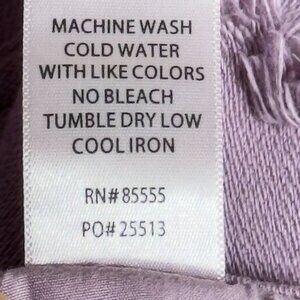 MACHINE WASH
COLD WATER
WITH LIKE COLORS
NO BLEACH
TUMBLE DRY LOW
COOL IRON
RN# 85555
PO# 25513